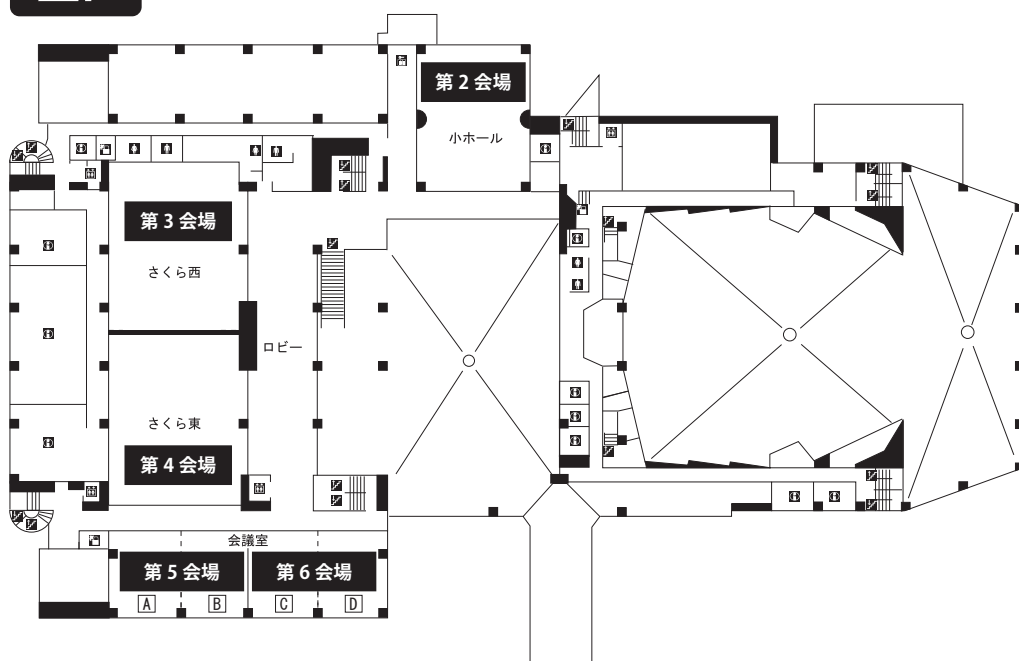 第2会場
小ホール
第3会場
さくら西
ロビー
さくら東
第4会場
会議室
第5会場
第6会場
A
B
C
D